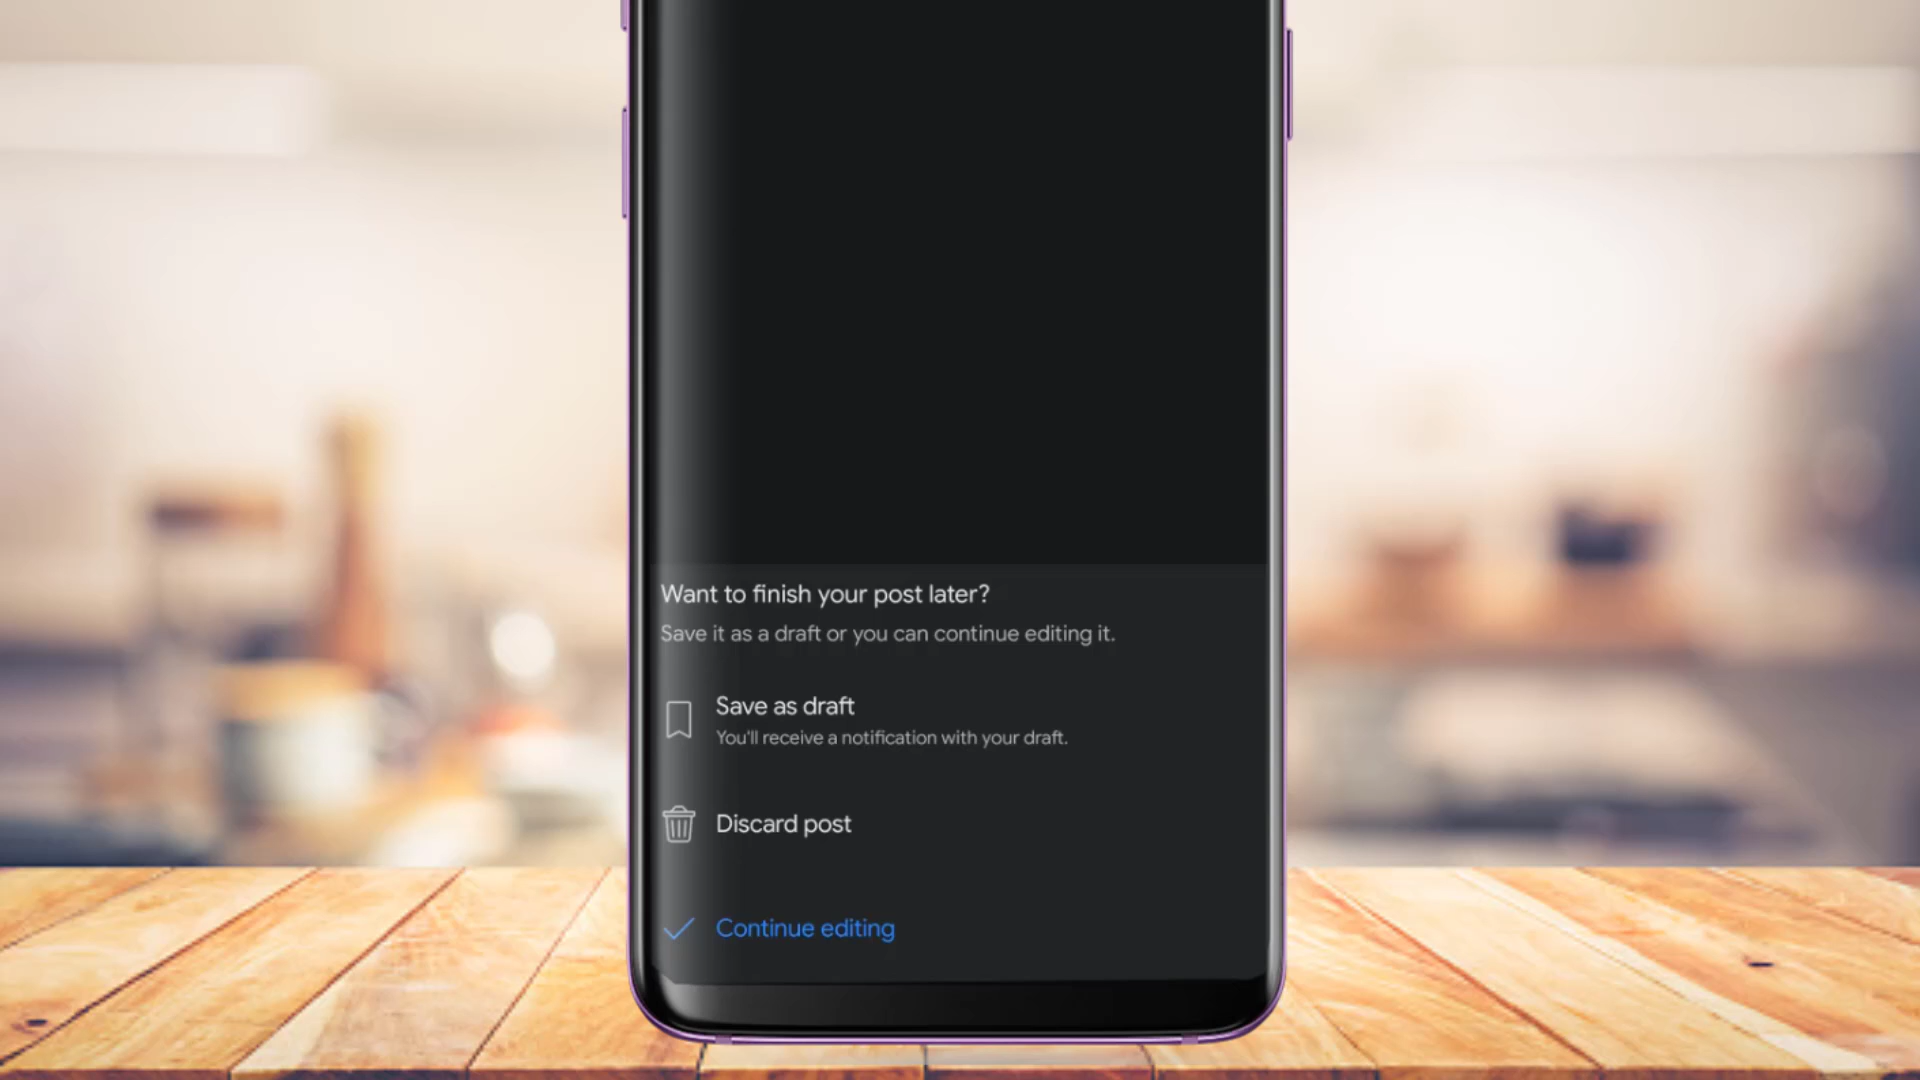 Want to finish your post later?
Save it as a draft or you can continue editing it.
Save as draft
You'll receive a notification with your draft.
Discard post
Continue editing